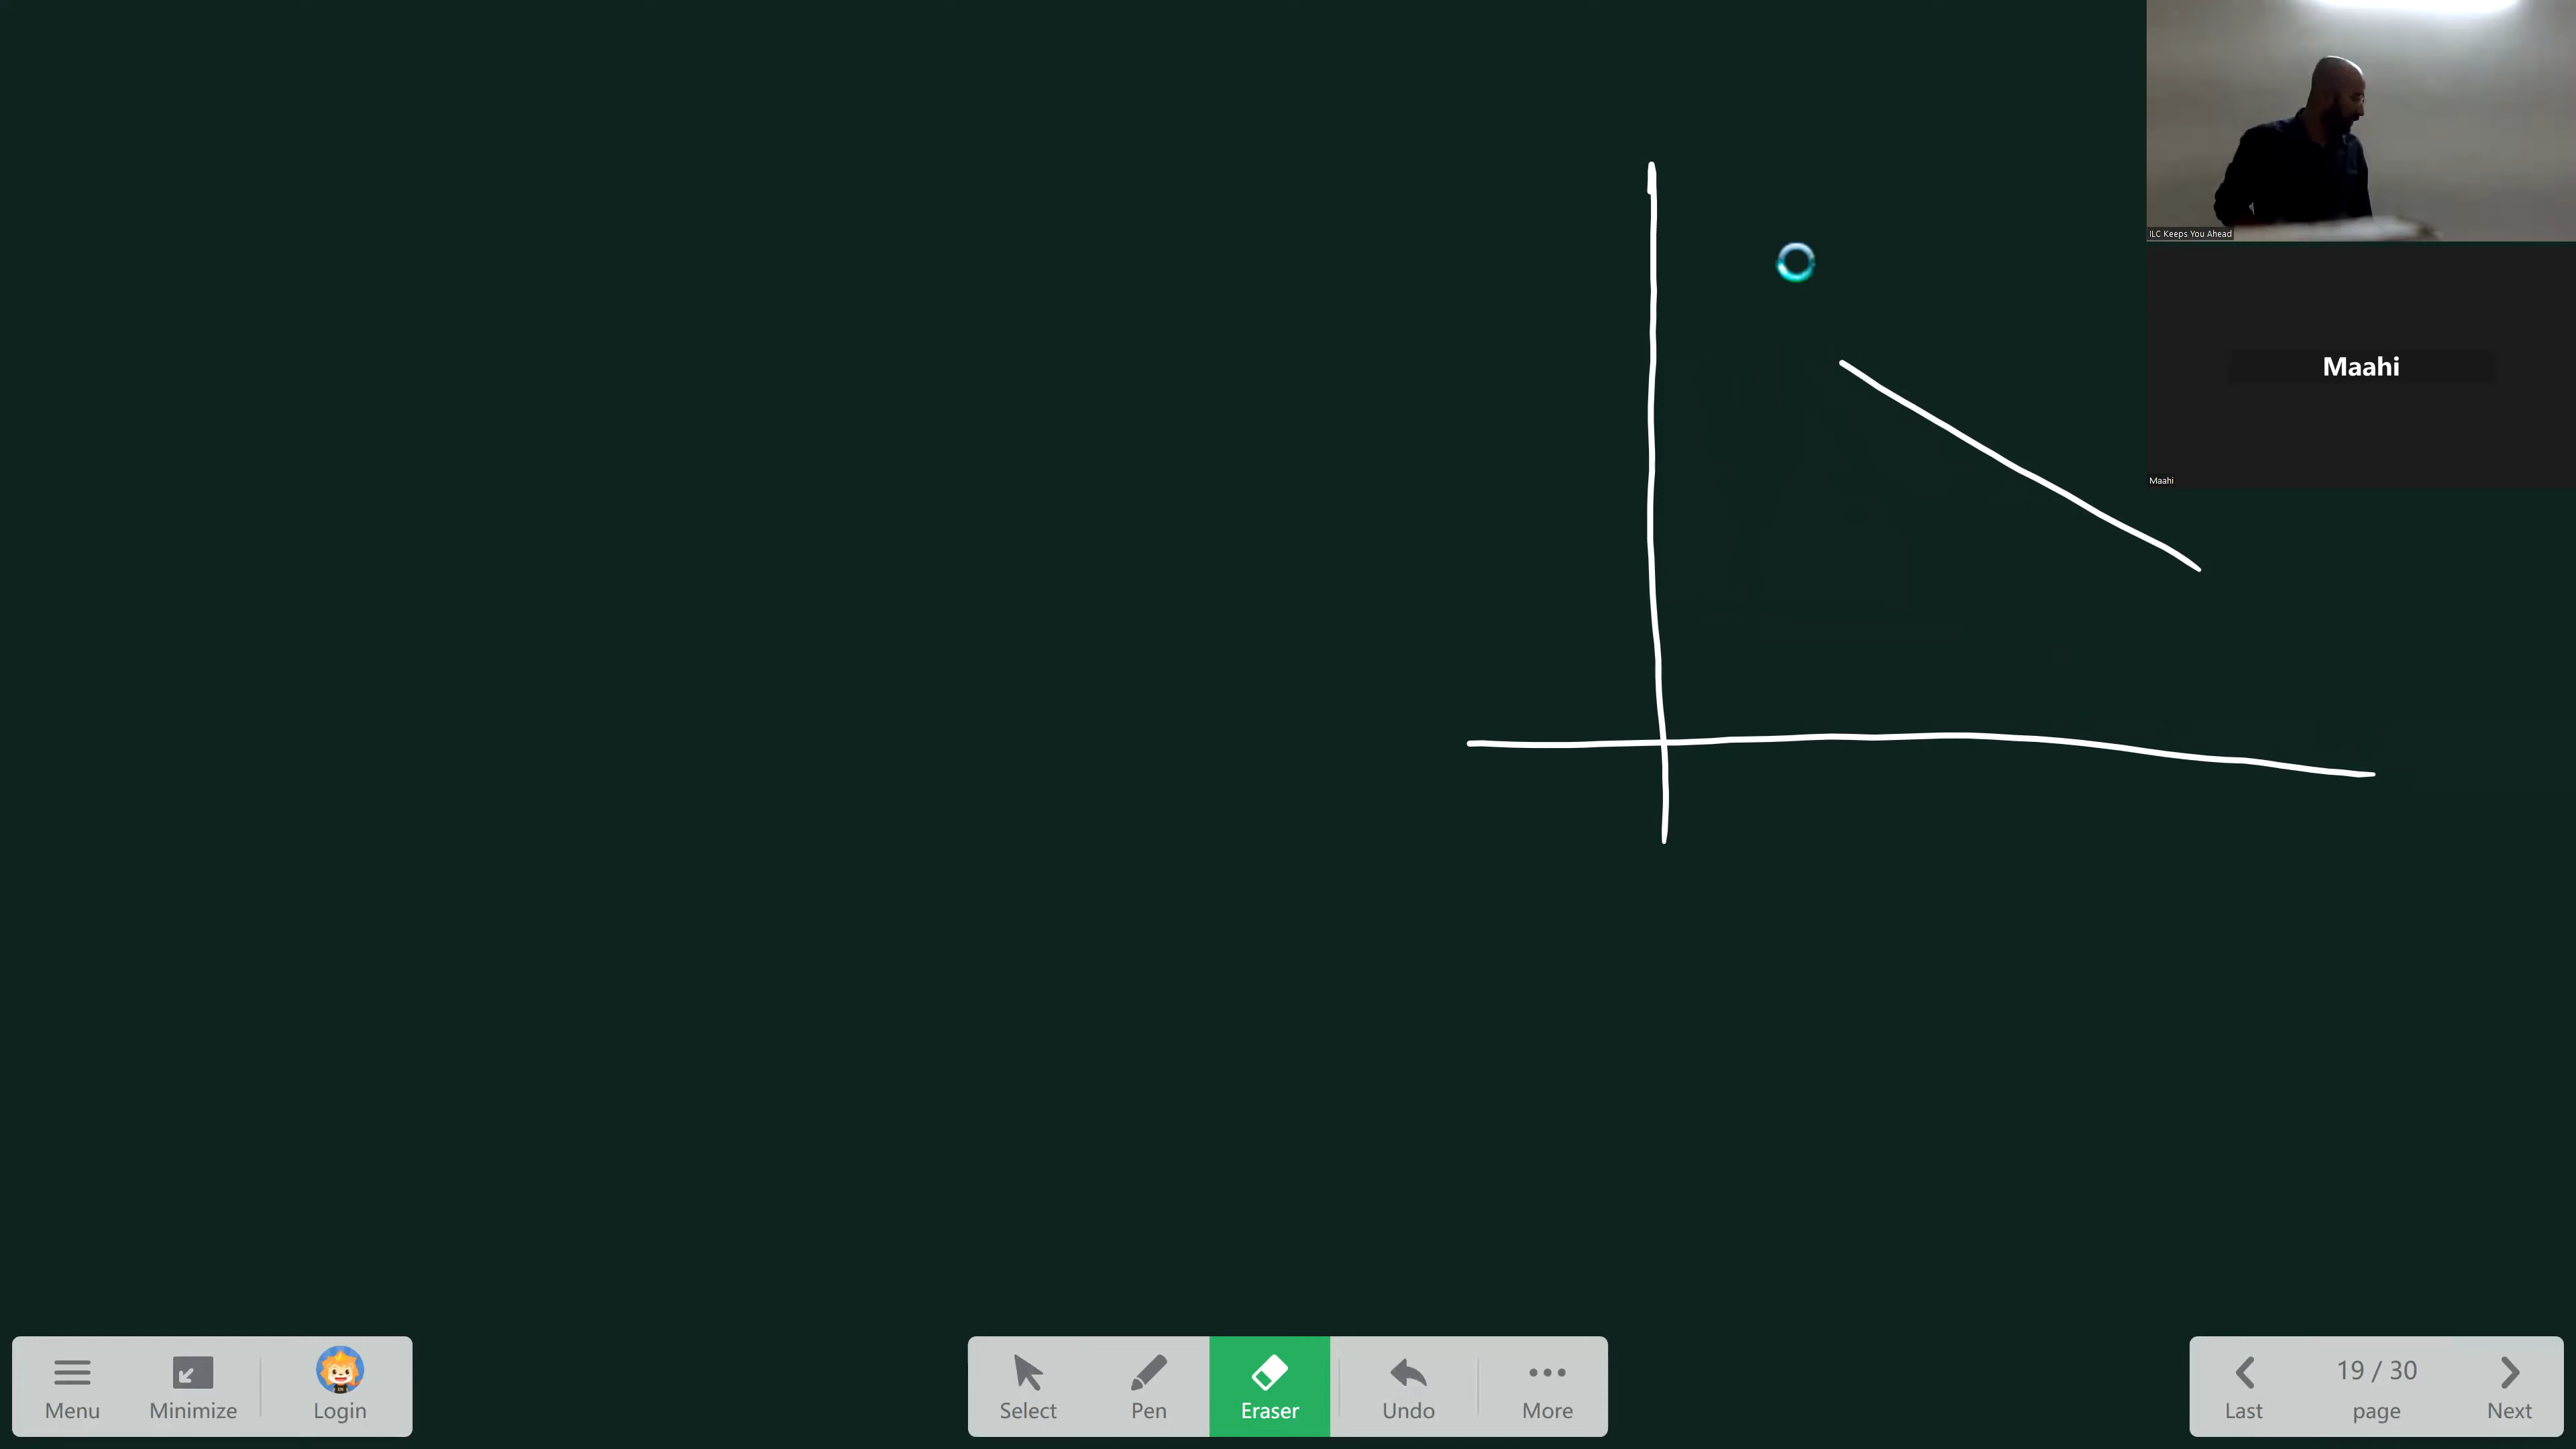 ILC Keeps You Ahead
Maahi
Maahi
Menu
Minimize
Login
Select
Pen
Eraser
Undo
More
Last
19 / 30
page
Next